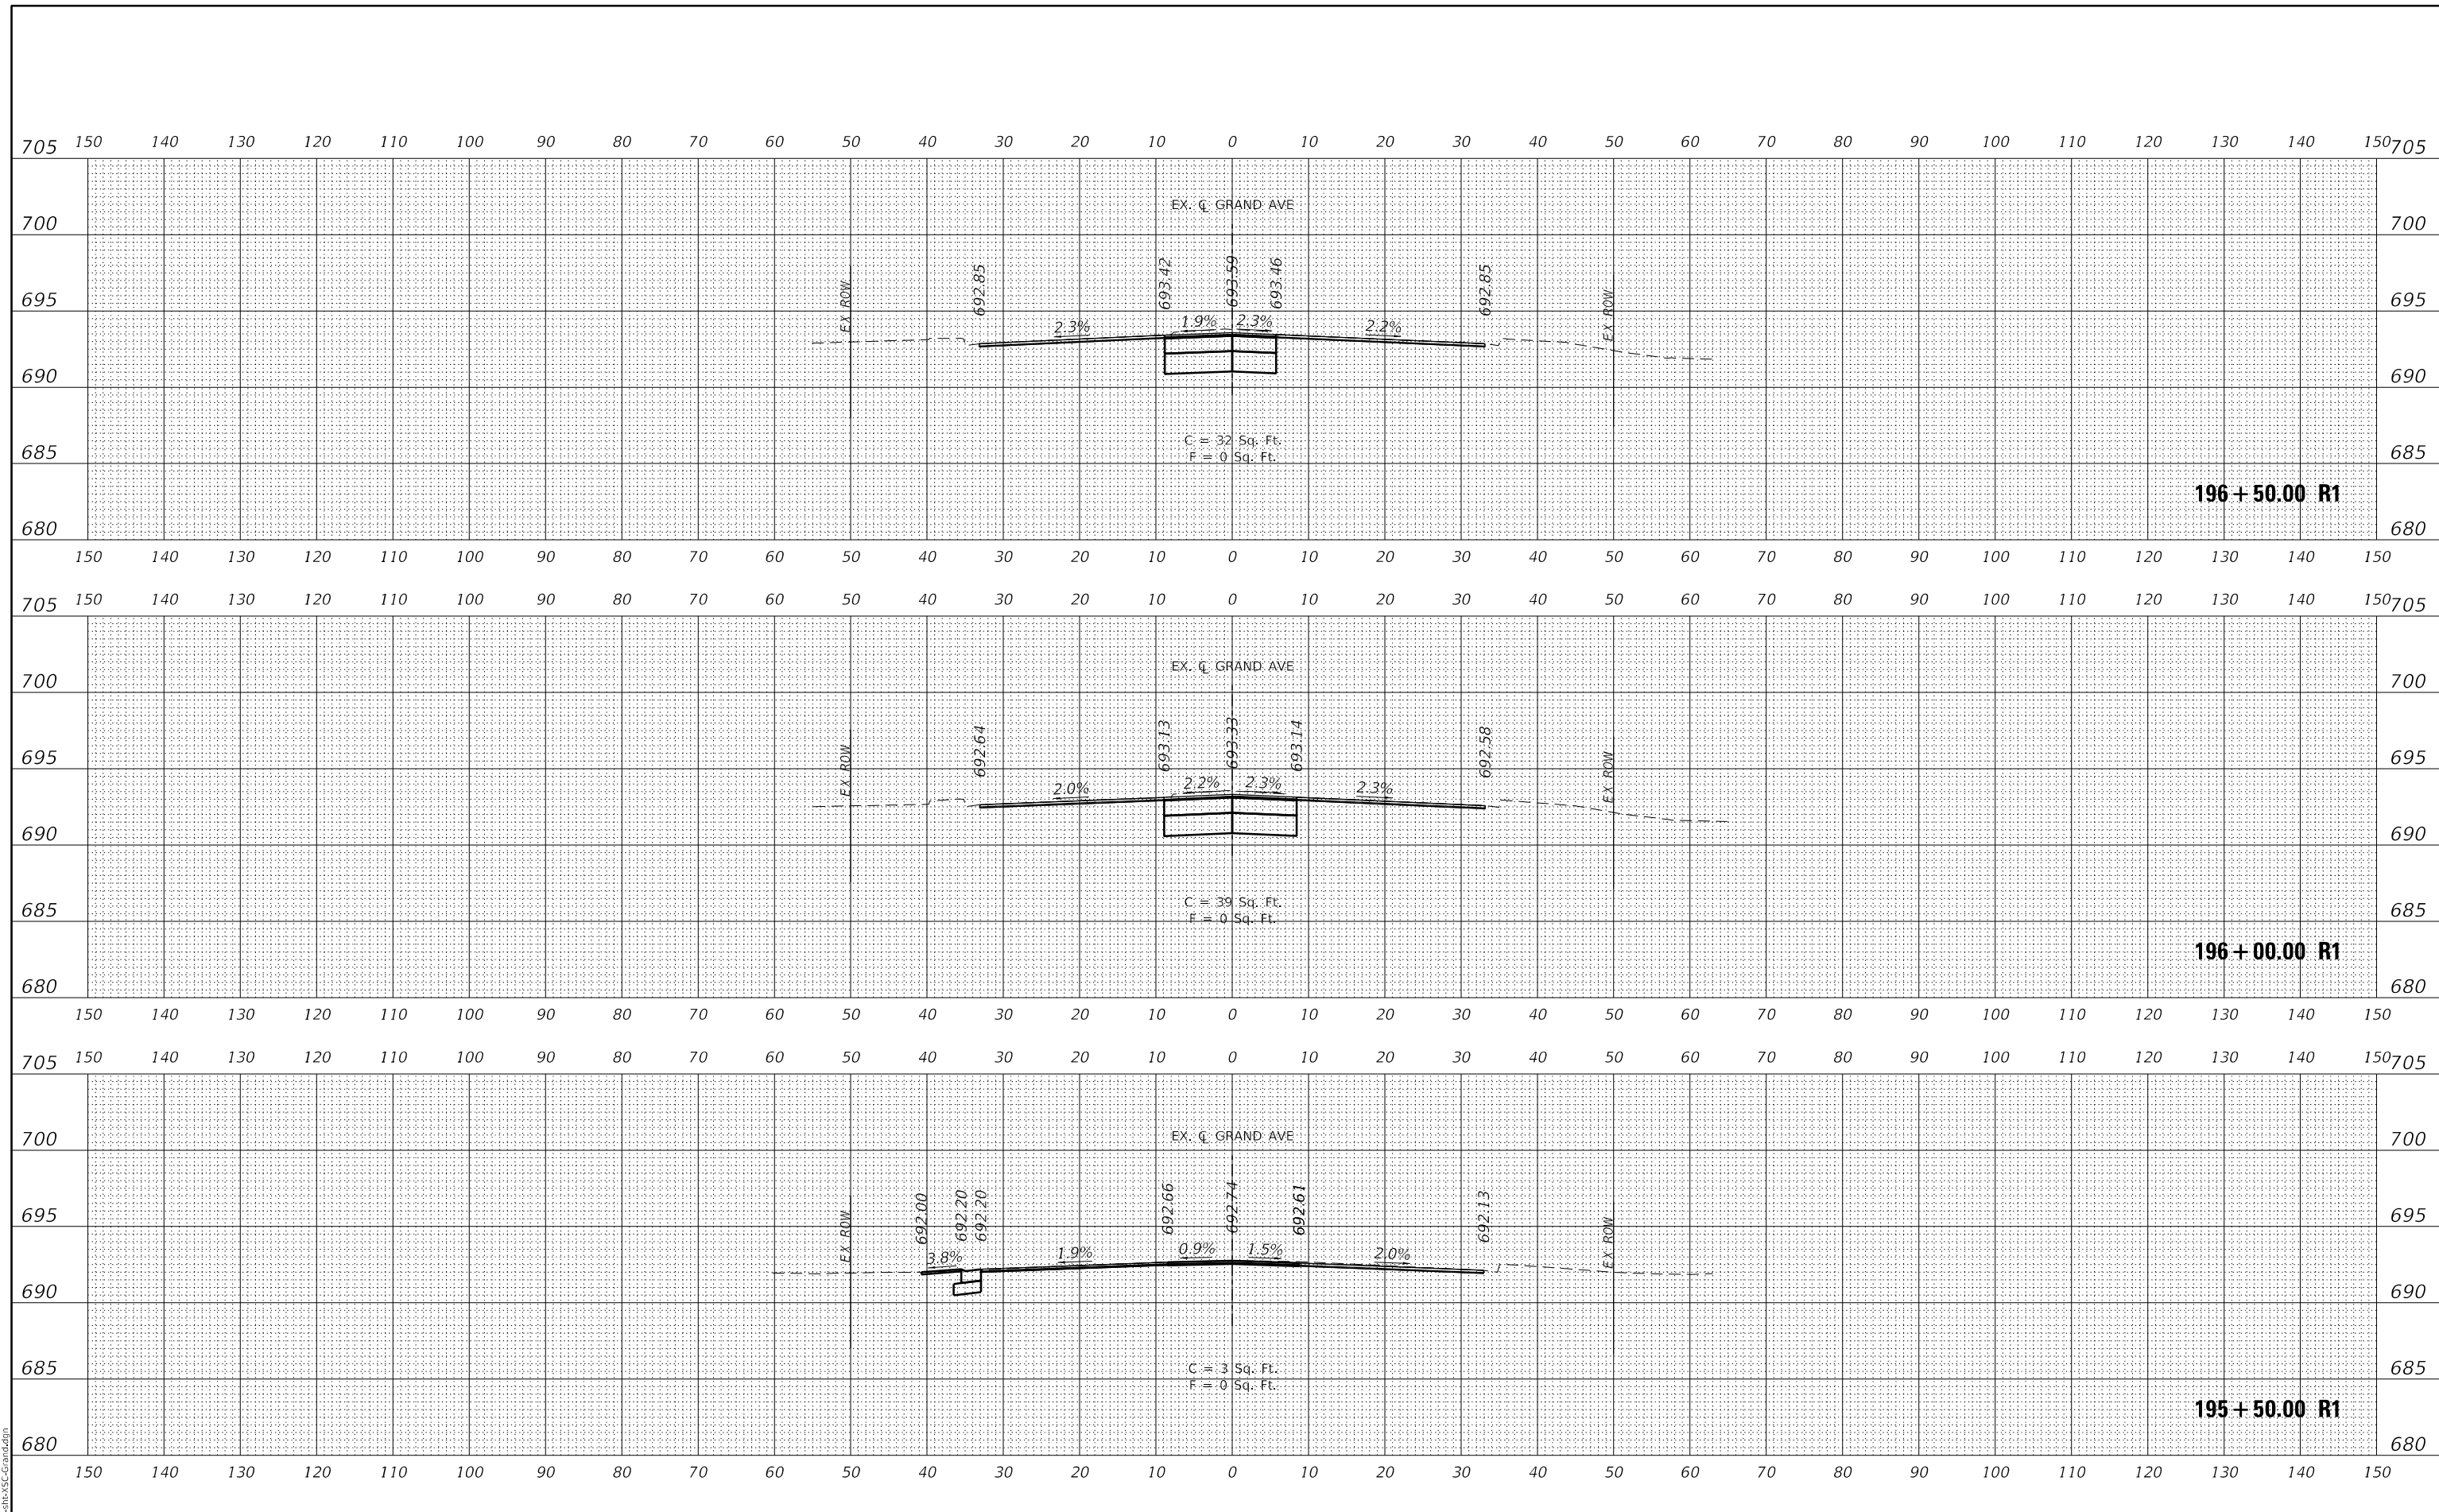 150 140 130 120 110 100 90 80 70 60 50 40 30 20 10 0 10 20 30 40 50 60 70 80 90 100 110 120 130 140 150
705 705
EX. ℄ GRAND AVE
700 700
EX ROW 692.85 693.42 693.59 693.46 692.85 EX ROW
695 695
2.3% 1.9% 2.3% 2.2%
690 690
C = 32 Sq. Ft.
F = 0 Sq. Ft.
685 685
196+50.00 R1
680 680
150 140 130 120 110 100 90 80 70 60 50 40 30 20 10 0 10 20 30 40 50 60 70 80 90 100 110 120 130 140 150
150 140 130 120 110 100 90 80 70 60 50 40 30 20 10 0 10 20 30 40 50 60 70 80 90 100 110 120 130 140 150
705 705
EX. ℄ GRAND AVE
700 700
EX ROW 692.64 693.13 693.33 693.14 692.58 EX ROW
695 695
2.0% 2.2% 2.3% 2.3%
690 690
C = 39 Sq. Ft.
F = 0 Sq. Ft.
685 685
196+00.00 R1
680 680
150 140 130 120 110 100 90 80 70 60 50 40 30 20 10 0 10 20 30 40 50 60 70 80 90 100 110 120 130 140 150
150 140 130 120 110 100 90 80 70 60 50 40 30 20 10 0 10 20 30 40 50 60 70 80 90 100 110 120 130 140 150
705 705
EX. ℄ GRAND AVE
700 700
EX ROW 692.00 692.20 692.20 692.66 692.74 692.61 692.13 EX ROW
695 695
3.8% 1.9% 0.9% 1.5% 2.0%
690 690
C = 3 Sq. Ft.
F = 0 Sq. Ft.
685 685
195+50.00 R1
680 680
150 140 130 120 110 100 90 80 70 60 50 40 30 20 10 0 10 20 30 40 50 60 70 80 90 100 110 120 130 140 150
-sht-XSC-Grand.dgn